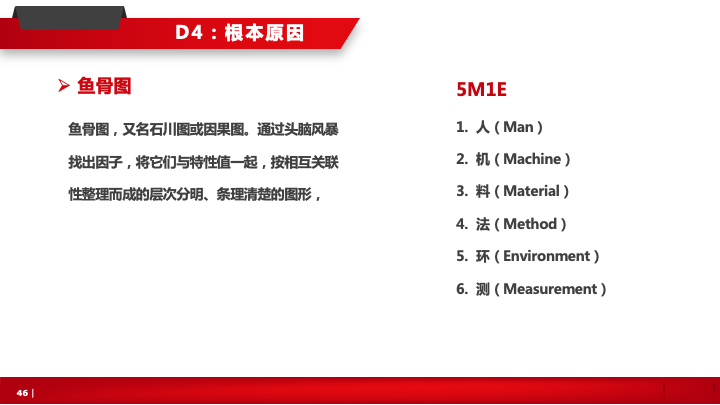 D4：根本原因
➢ 鱼骨图
鱼骨图，又名石川图或因果图。通过头脑风暴
找出因子，将它们与特性值一起，按相互关联
性整理而成的层次分明、条理清楚的图形，
5M1E
1. 人（Man）
2. 机（Machine）
3. 料（Material）
4. 法（Method）
5. 环（Environment）
6. 测（Measurement）
46 |